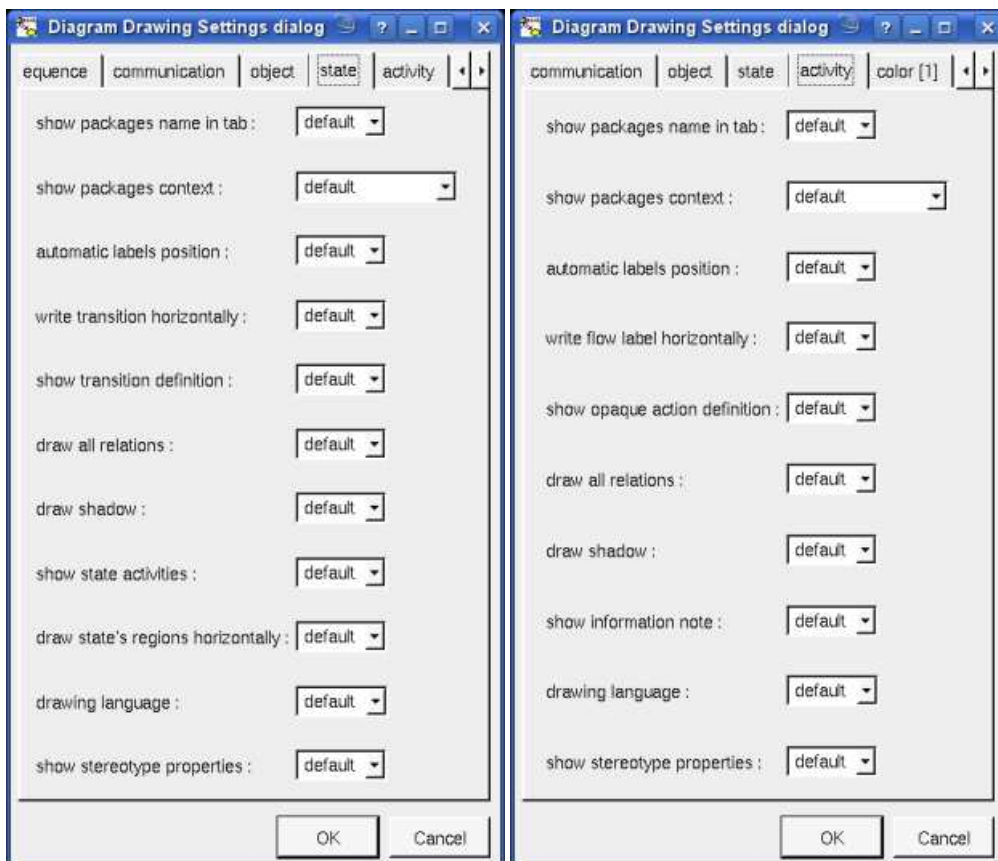 Diagram Drawing Settings dialog
equence communication object state activity
show packages name in tab : default
show packages context : default
automatic labels position : default
write transition horizontally : default
show transition definition : default
draw all relations : default
draw shadow : default
show state activities : default
draw state's regions horizontally : default
drawing language : default
show stereotype properties : default
OK Cancel
Diagram Drawing Settings dialog
communication object state activity color [1]
show packages name in tab : default
show packages context : default
automatic labels position : default
write flow label horizontally : default
show opaque action definition : default
draw all relations : default
draw shadow : default
show information note : default
drawing language : default
show stereotype properties : default
OK Cancel